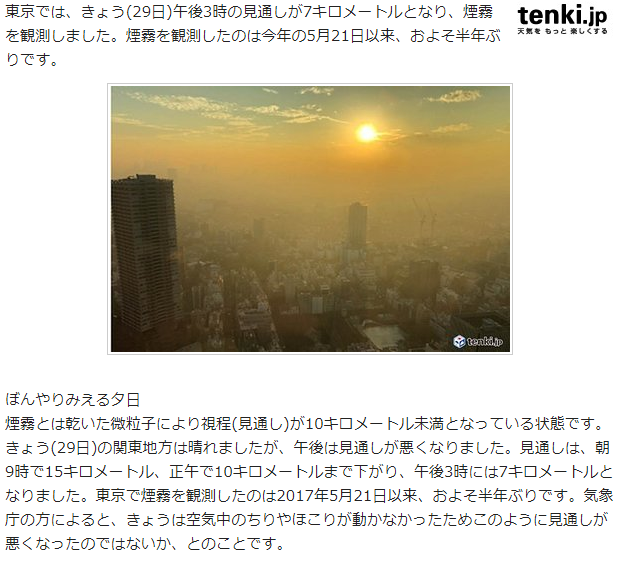 東京では、きょう(29日)午後3時の見通しが7キロメートルとなり、煙霧
を観測しました。煙霧を観測したのは今年の5月21日以来、およそ半年ぶ
りです。
tenki.jp
天気を もっと 楽しくする
tenki.jp
ぼんやりみえる夕日
煙霧とは乾いた微粒子により視程(見通し)が10キロメートル未満となっている状態です。
きょう(29日)の関東地方は晴れましたが、午後は見通しが悪くなりました。見通しは、朝
9時で15キロメートル、正午で10キロメートルまで下がり、午後3時には7キロメートルと
なりました。東京で煙霧を観測したのは2017年5月21日以来、およそ半年ぶりです。気象
庁の方によると、きょうは空気中のちりやほこりが動かなかったためこのように見通しが
悪くなったのではないか、とのことです。